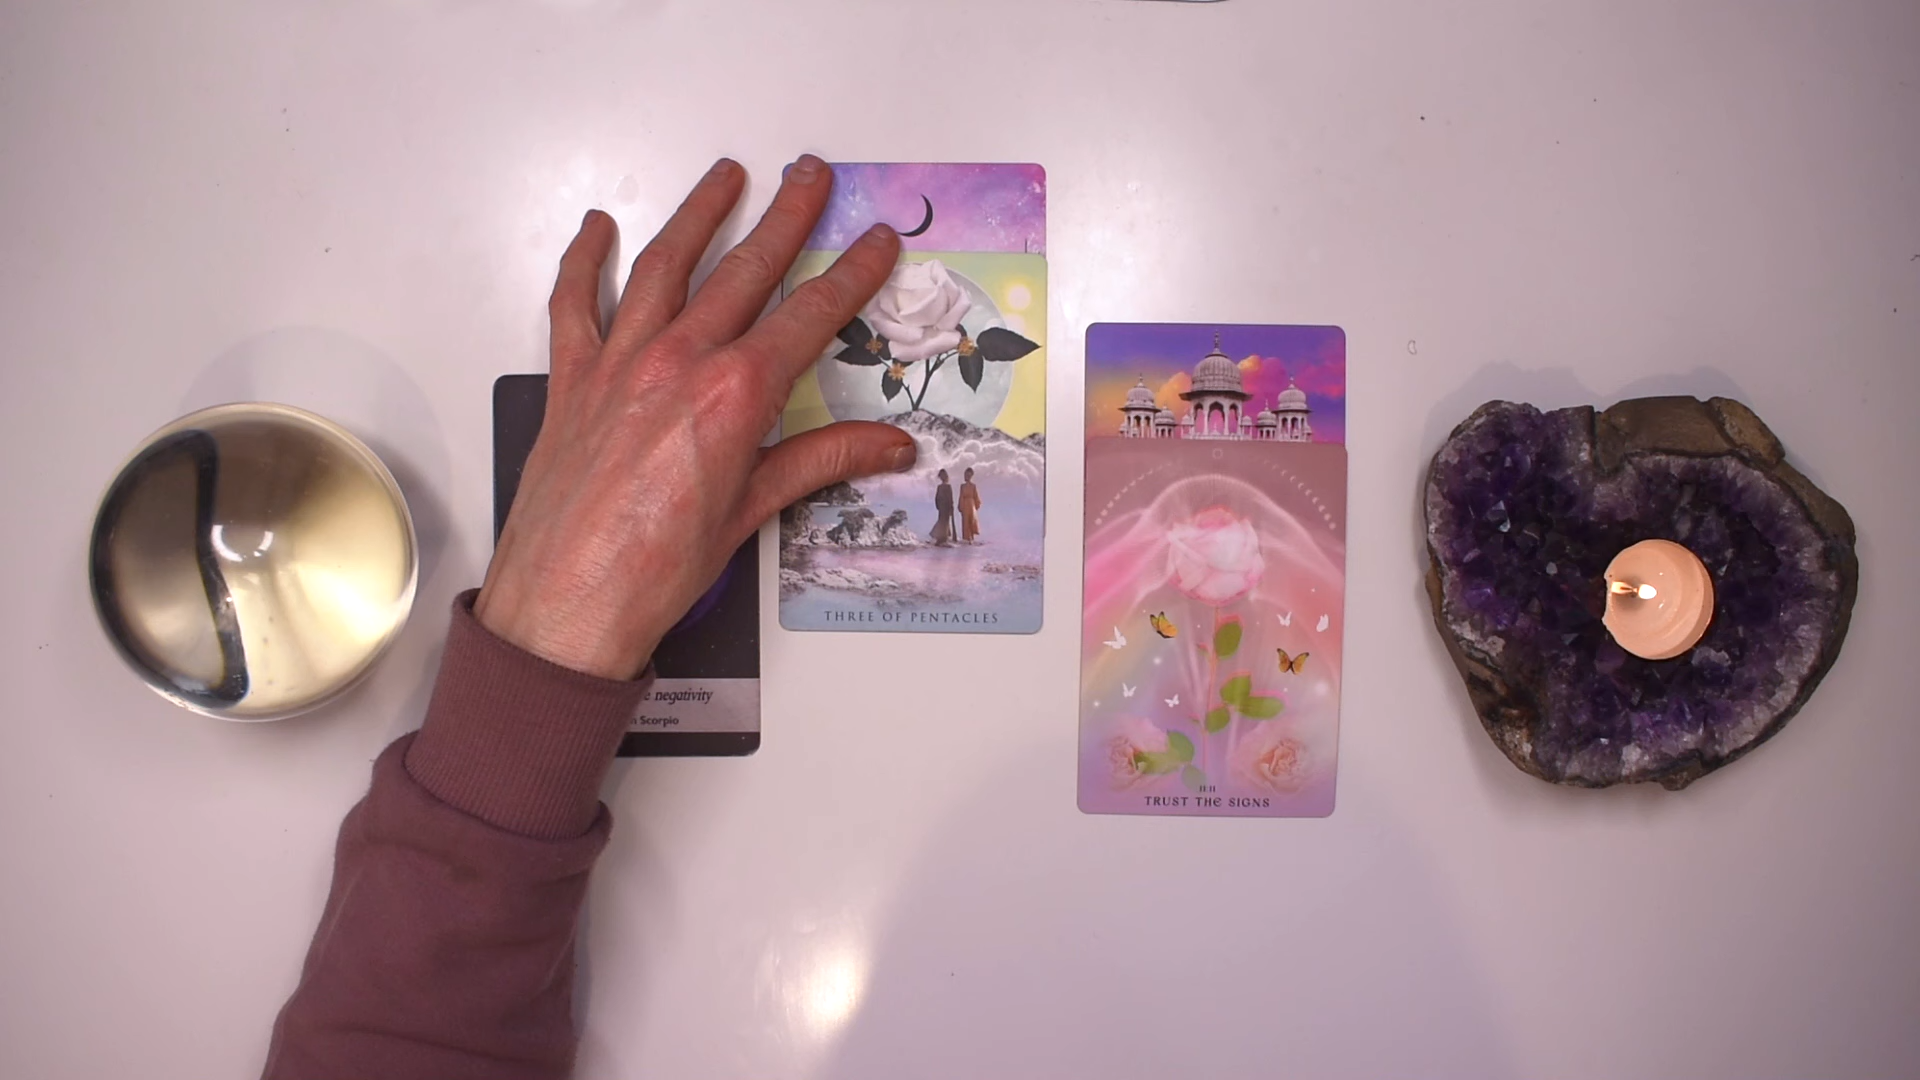 THREE OF PENTACLES
negativity
Scorpio
11 11
TRUST THE SIGNS